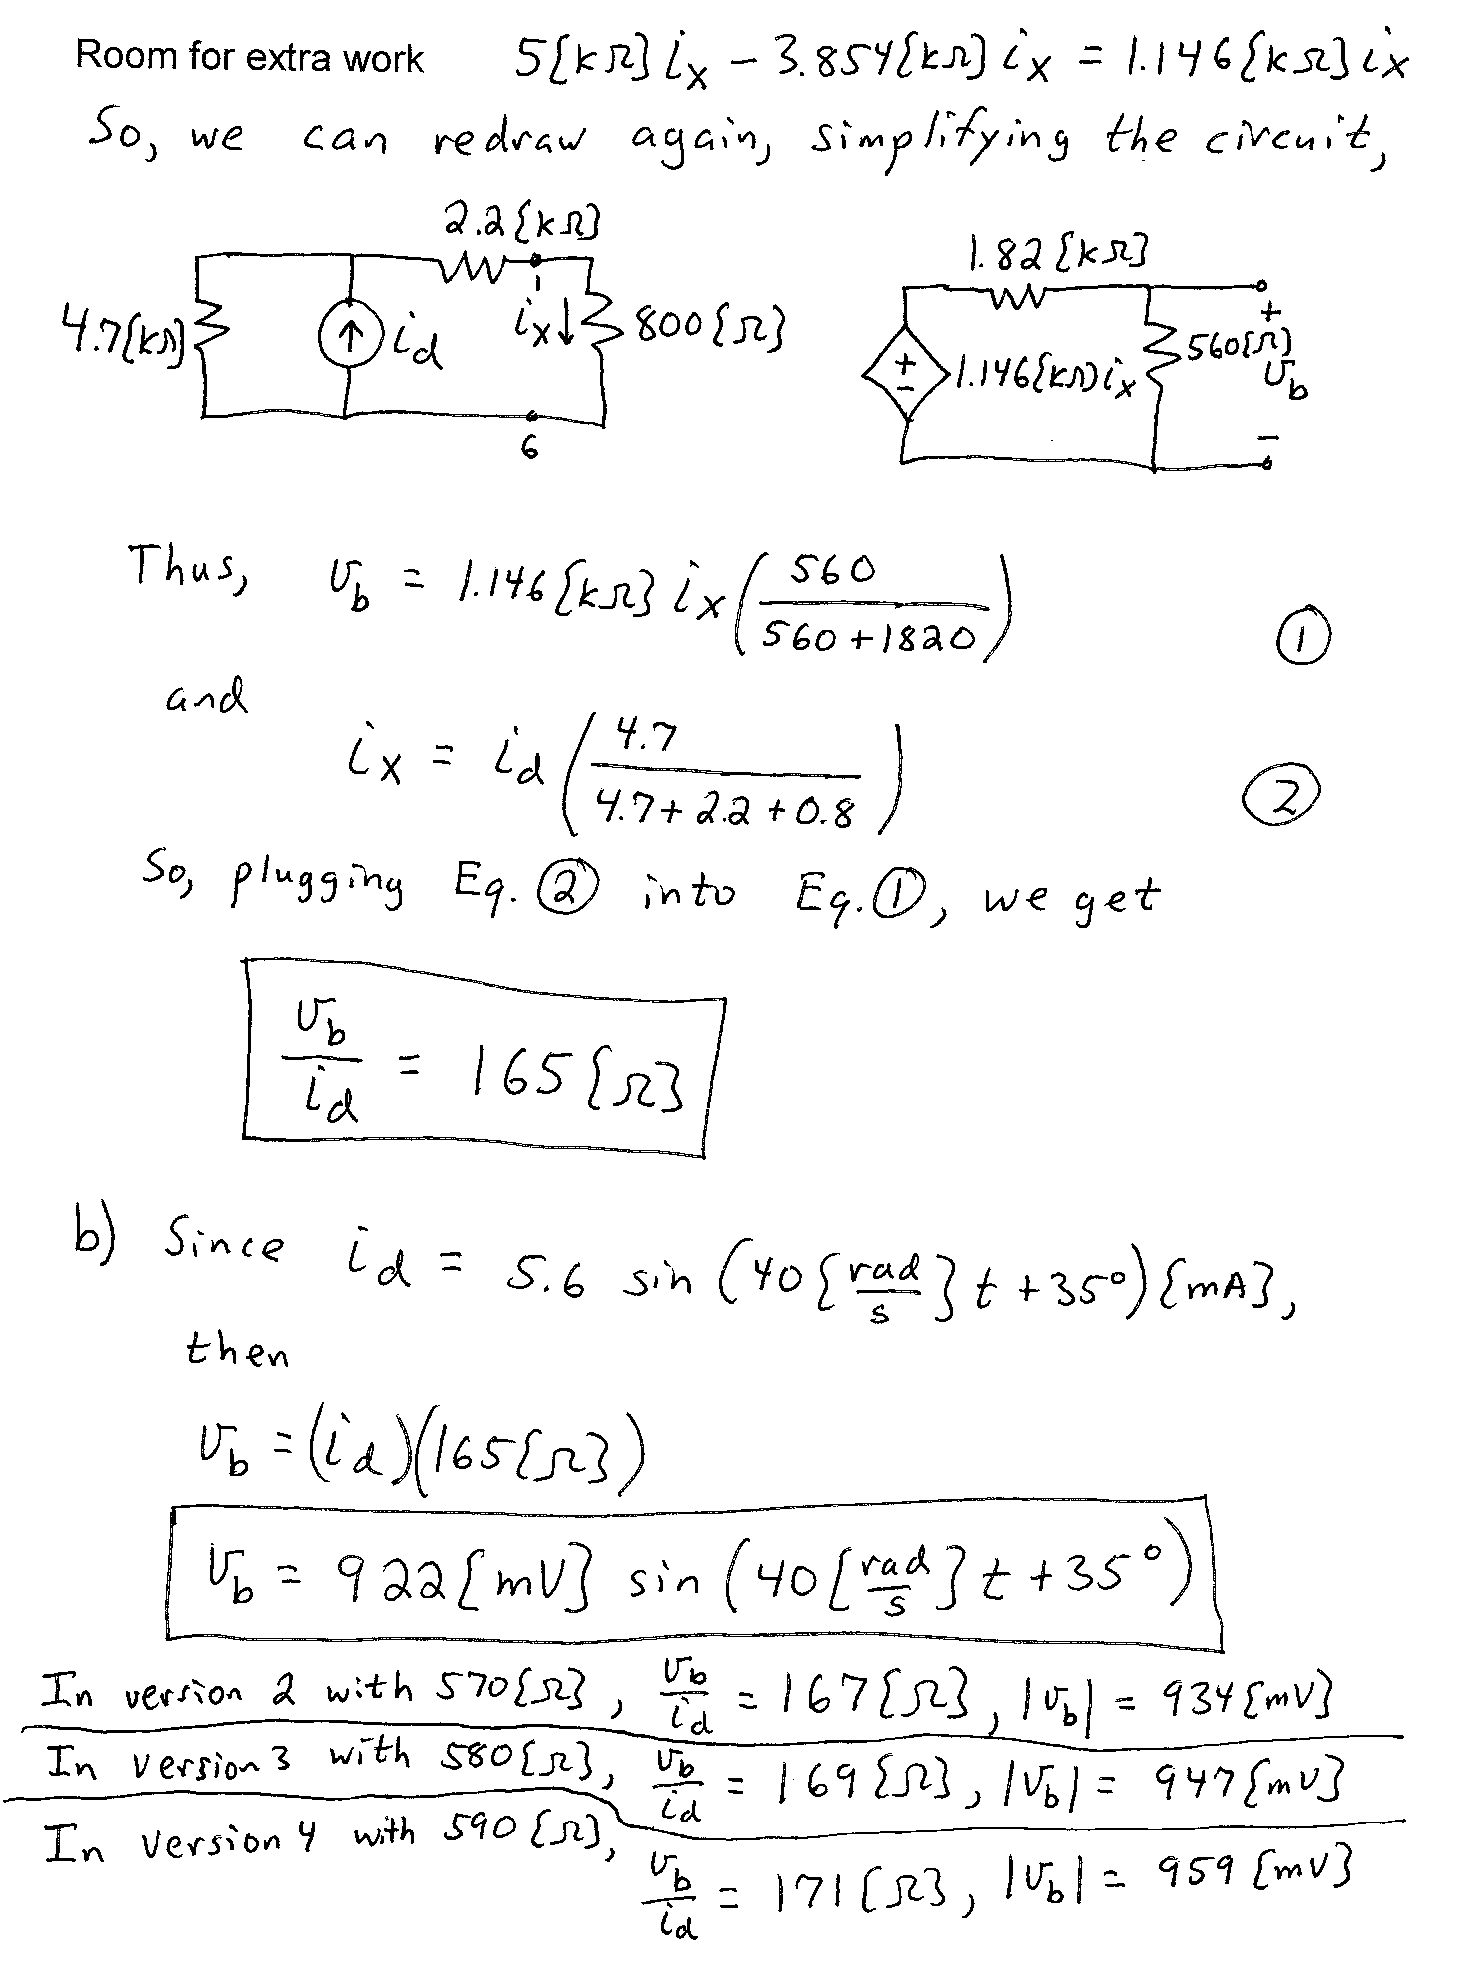 Room for extra work 5{kΩ} ix - 3.854{kΩ} ix = 1.146{kΩ} ix
So, we can redraw again, simplifying the circuit,
2.2{kΩ}
1.82{kΩ}
4.7{kΩ} id ix 800{Ω}
+ - 1.146{kΩ} ix 560{Ω} + vb -
6
Thus, vb = 1.146{kΩ} ix (560 / (560+1820)) ①
and
ix = id (4.7 / (4.7+2.2+0.8)) ②
So, plugging Eq. ② into Eq. ①, we get
vb/id = 165{Ω}
b) Since id = 5.6 sin (40{rad/s}t + 35°){mA},
then
vb = (id)(165{Ω})
vb = 922[mV] sin (40[rad/s]t + 35°)
In version 2 with 570{Ω}, vb/id = 167{Ω}, |vb| = 934{mV}
In version 3 with 580{Ω}, vb/id = 169{Ω}, |vb| = 947{mV}
In version 4 with 590{Ω}, vb/id = 171{Ω}, |vb| = 959{mV}